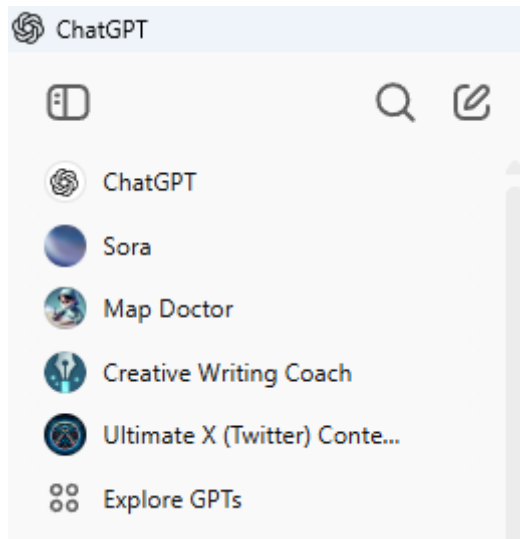 ChatGPT
ChatGPT
Sora
Map Doctor
Creative Writing Coach
Ultimate X (Twitter) Conte...
Explore GPTs